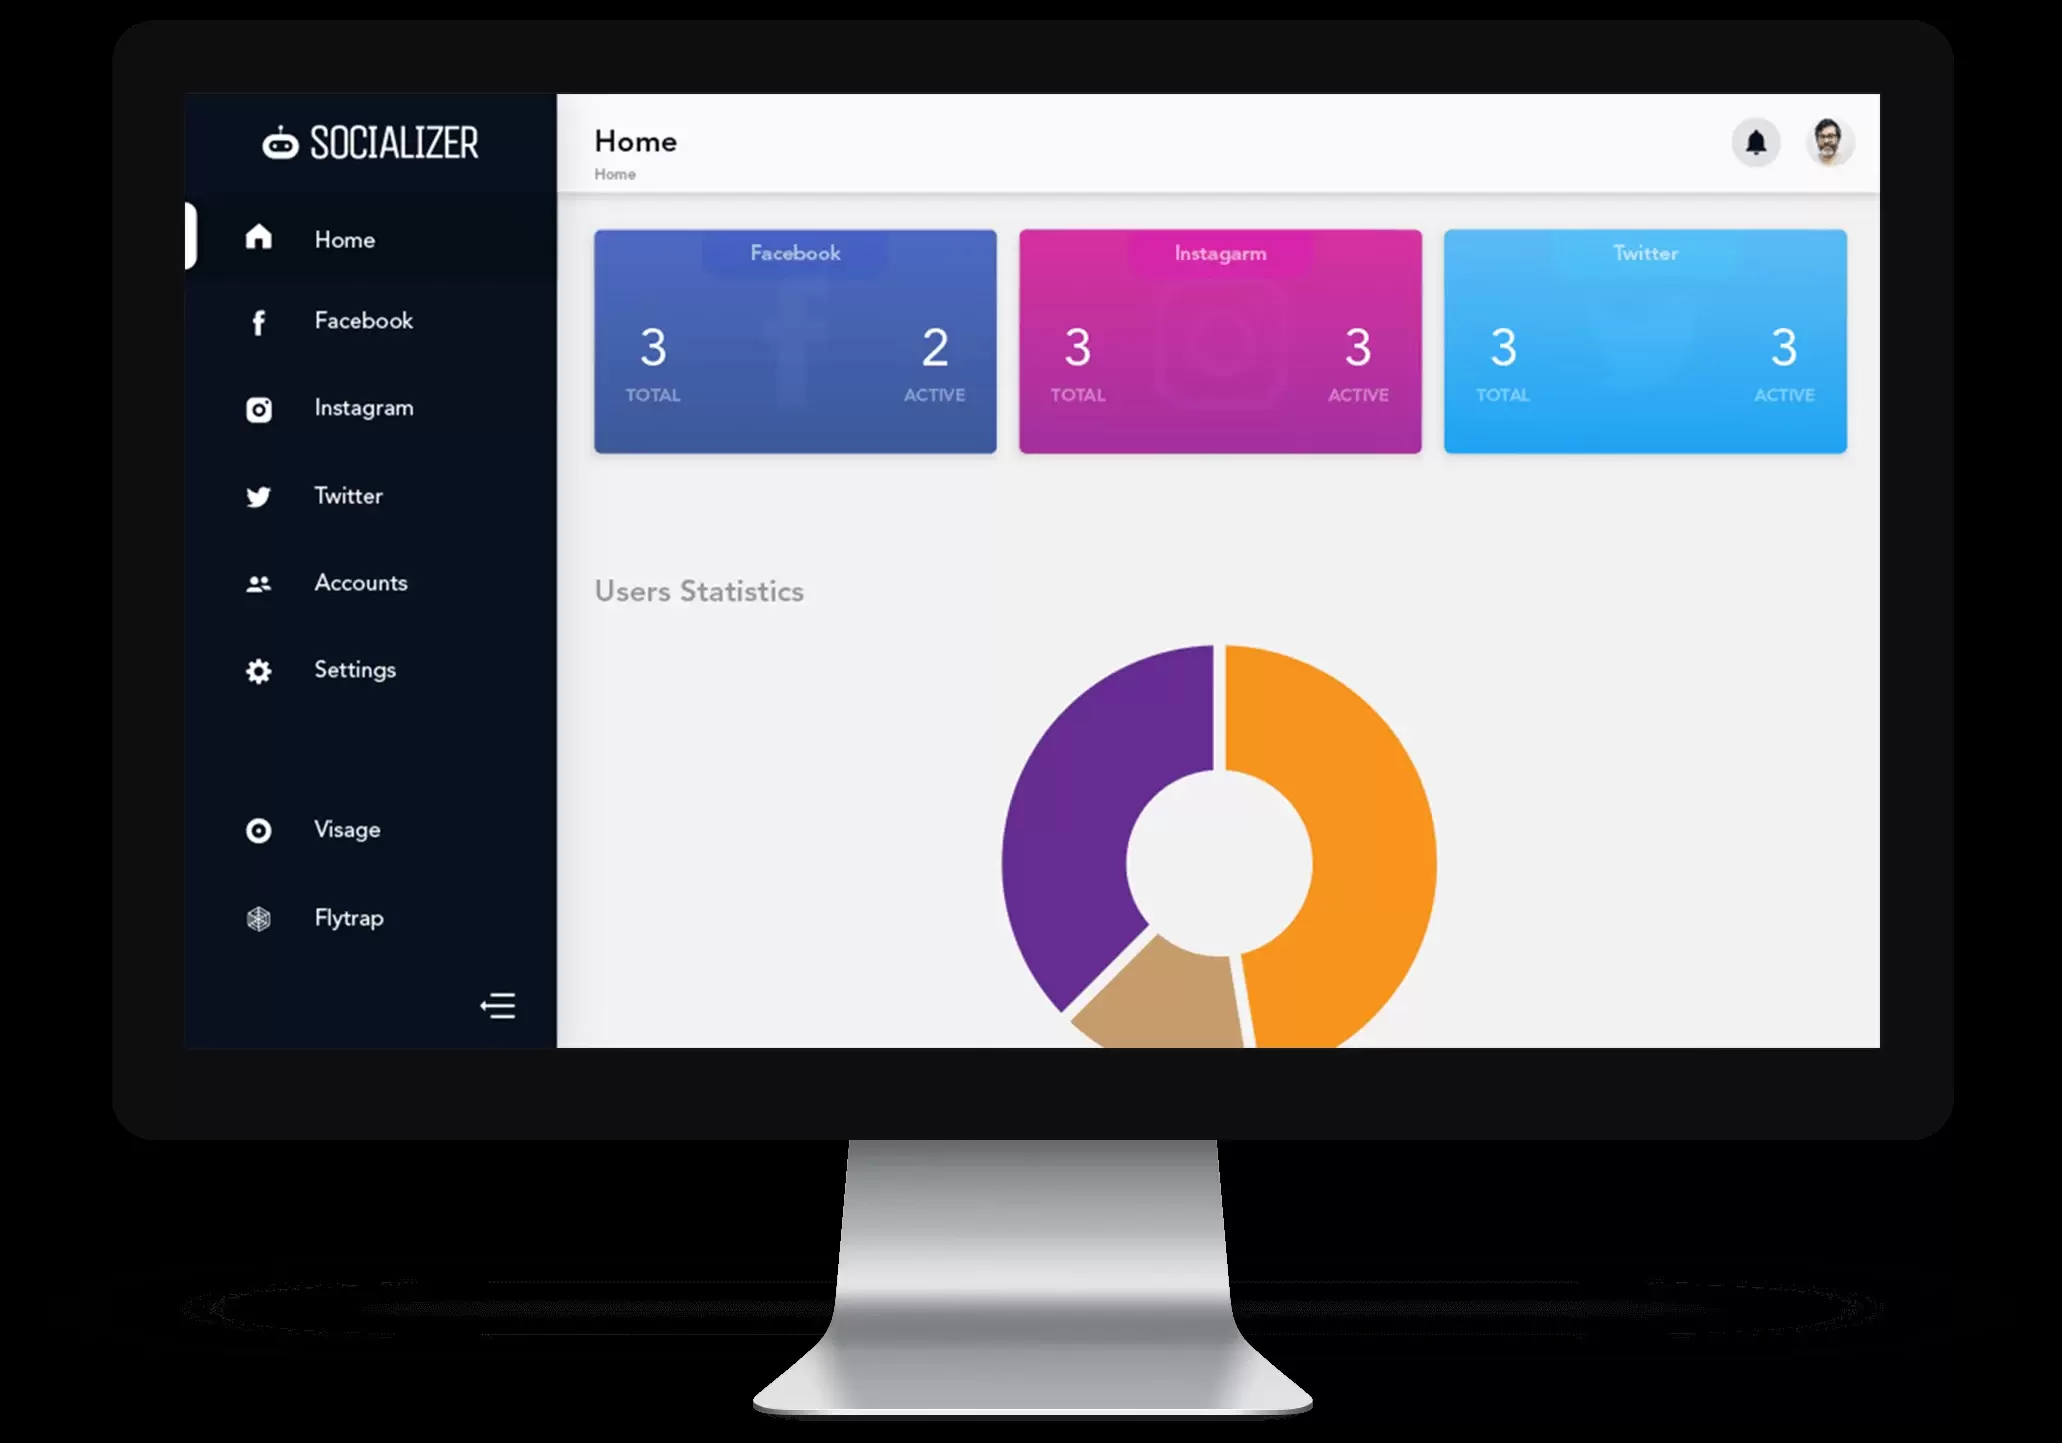 SOCIALIZER
Home
Facebook
Instagram
Twitter
Accounts
Settings
Visage
Flytrap
Home
Home
Facebook
3
TOTAL
2
ACTIVE
Instagarm
3
TOTAL
3
ACTIVE
Twitter
3
TOTAL
3
ACTIVE
Users Statistics